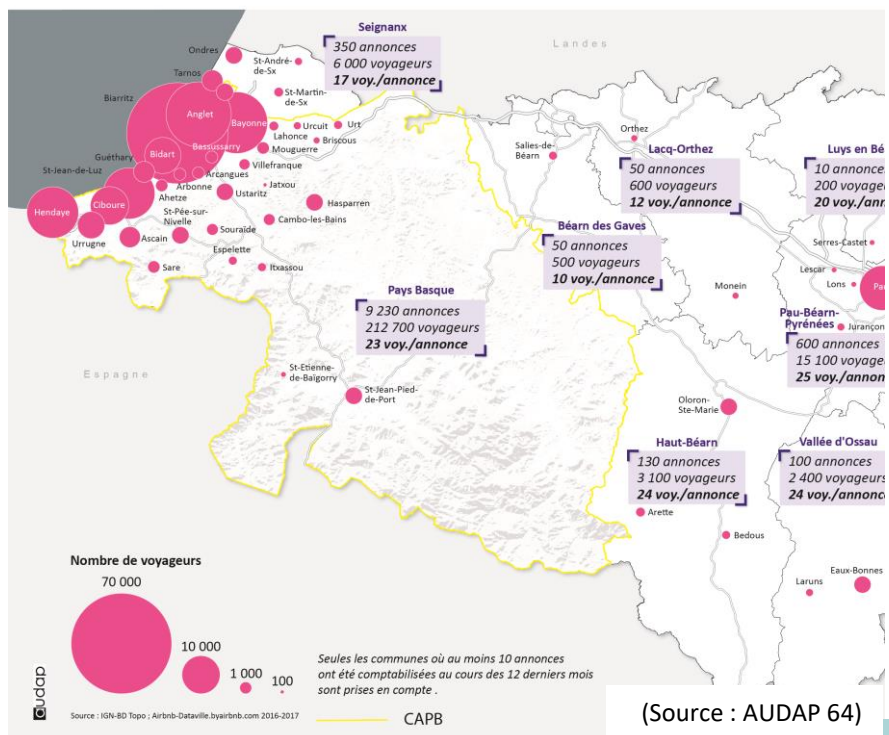 Seignanx
350 annonces
6 000 voyageurs
17 voy./annonce
Landes
Ondres
St-André-
de-Sx
Tarnos
St-Martin-
de-Sx
Biarritz
Anglet
Bayonne
Lahonce
Urcuit
Urt
Briscous
Mouguerre
Bassussarry
Bidart
Guéthary
St-Jean-de-Luz
Villefranque
Arcangues
Arbonne
Ahetze
Jatxou
Ustaritz
Hasparren
Ciboure
Hendaye
St-Pée-sur-
Nivelle
Souraïde
Cambo-les-Bains
Urrugne
Ascain
Espelette
Sare
Itxassou
Salies-de-
Béarn
Orthez
Lacq-Orthez
50 annonces
600 voyageurs
12 voy./annonce
Luys en Bé
10 annonces
200 voyage
20 voy./ann
Béarn des Gaves
50 annonces
500 voyageurs
10 voy./annonce
Serres-Castet
Lescar
Lons
Pau
Monein
Jurançon
Pau-Béarn-
Pyrénées
600 annonces
15 100 voyage
25 voy./annon
Pays Basque
9 230 annonces
212 700 voyageurs
23 voy./annonce
Espagne
St-Etienne-
de-Baïgorry
St-Jean-Pied-
de-Port
Oloron-
Ste-Marie
Haut-Béarn
130 annonces
3 100 voyageurs
24 voy./annonce
Vallée d'Ossau
100 annonces
2 400 voyageurs
24 voy./annonc
Arette
Bedous
Laruns
Eaux-Bonnes
Nombre de voyageurs
70 000
10 000
1 000
100
Seules les communes où au moins 10 annonces
ont été comptabilisées au cours des 12 derniers mois
sont prises en compte .
audap
Source : IGN-BD Topo ; Airbnb-Dataville.byairbnb.com 2016-2017
CAPB
(Source : AUDAP 64)